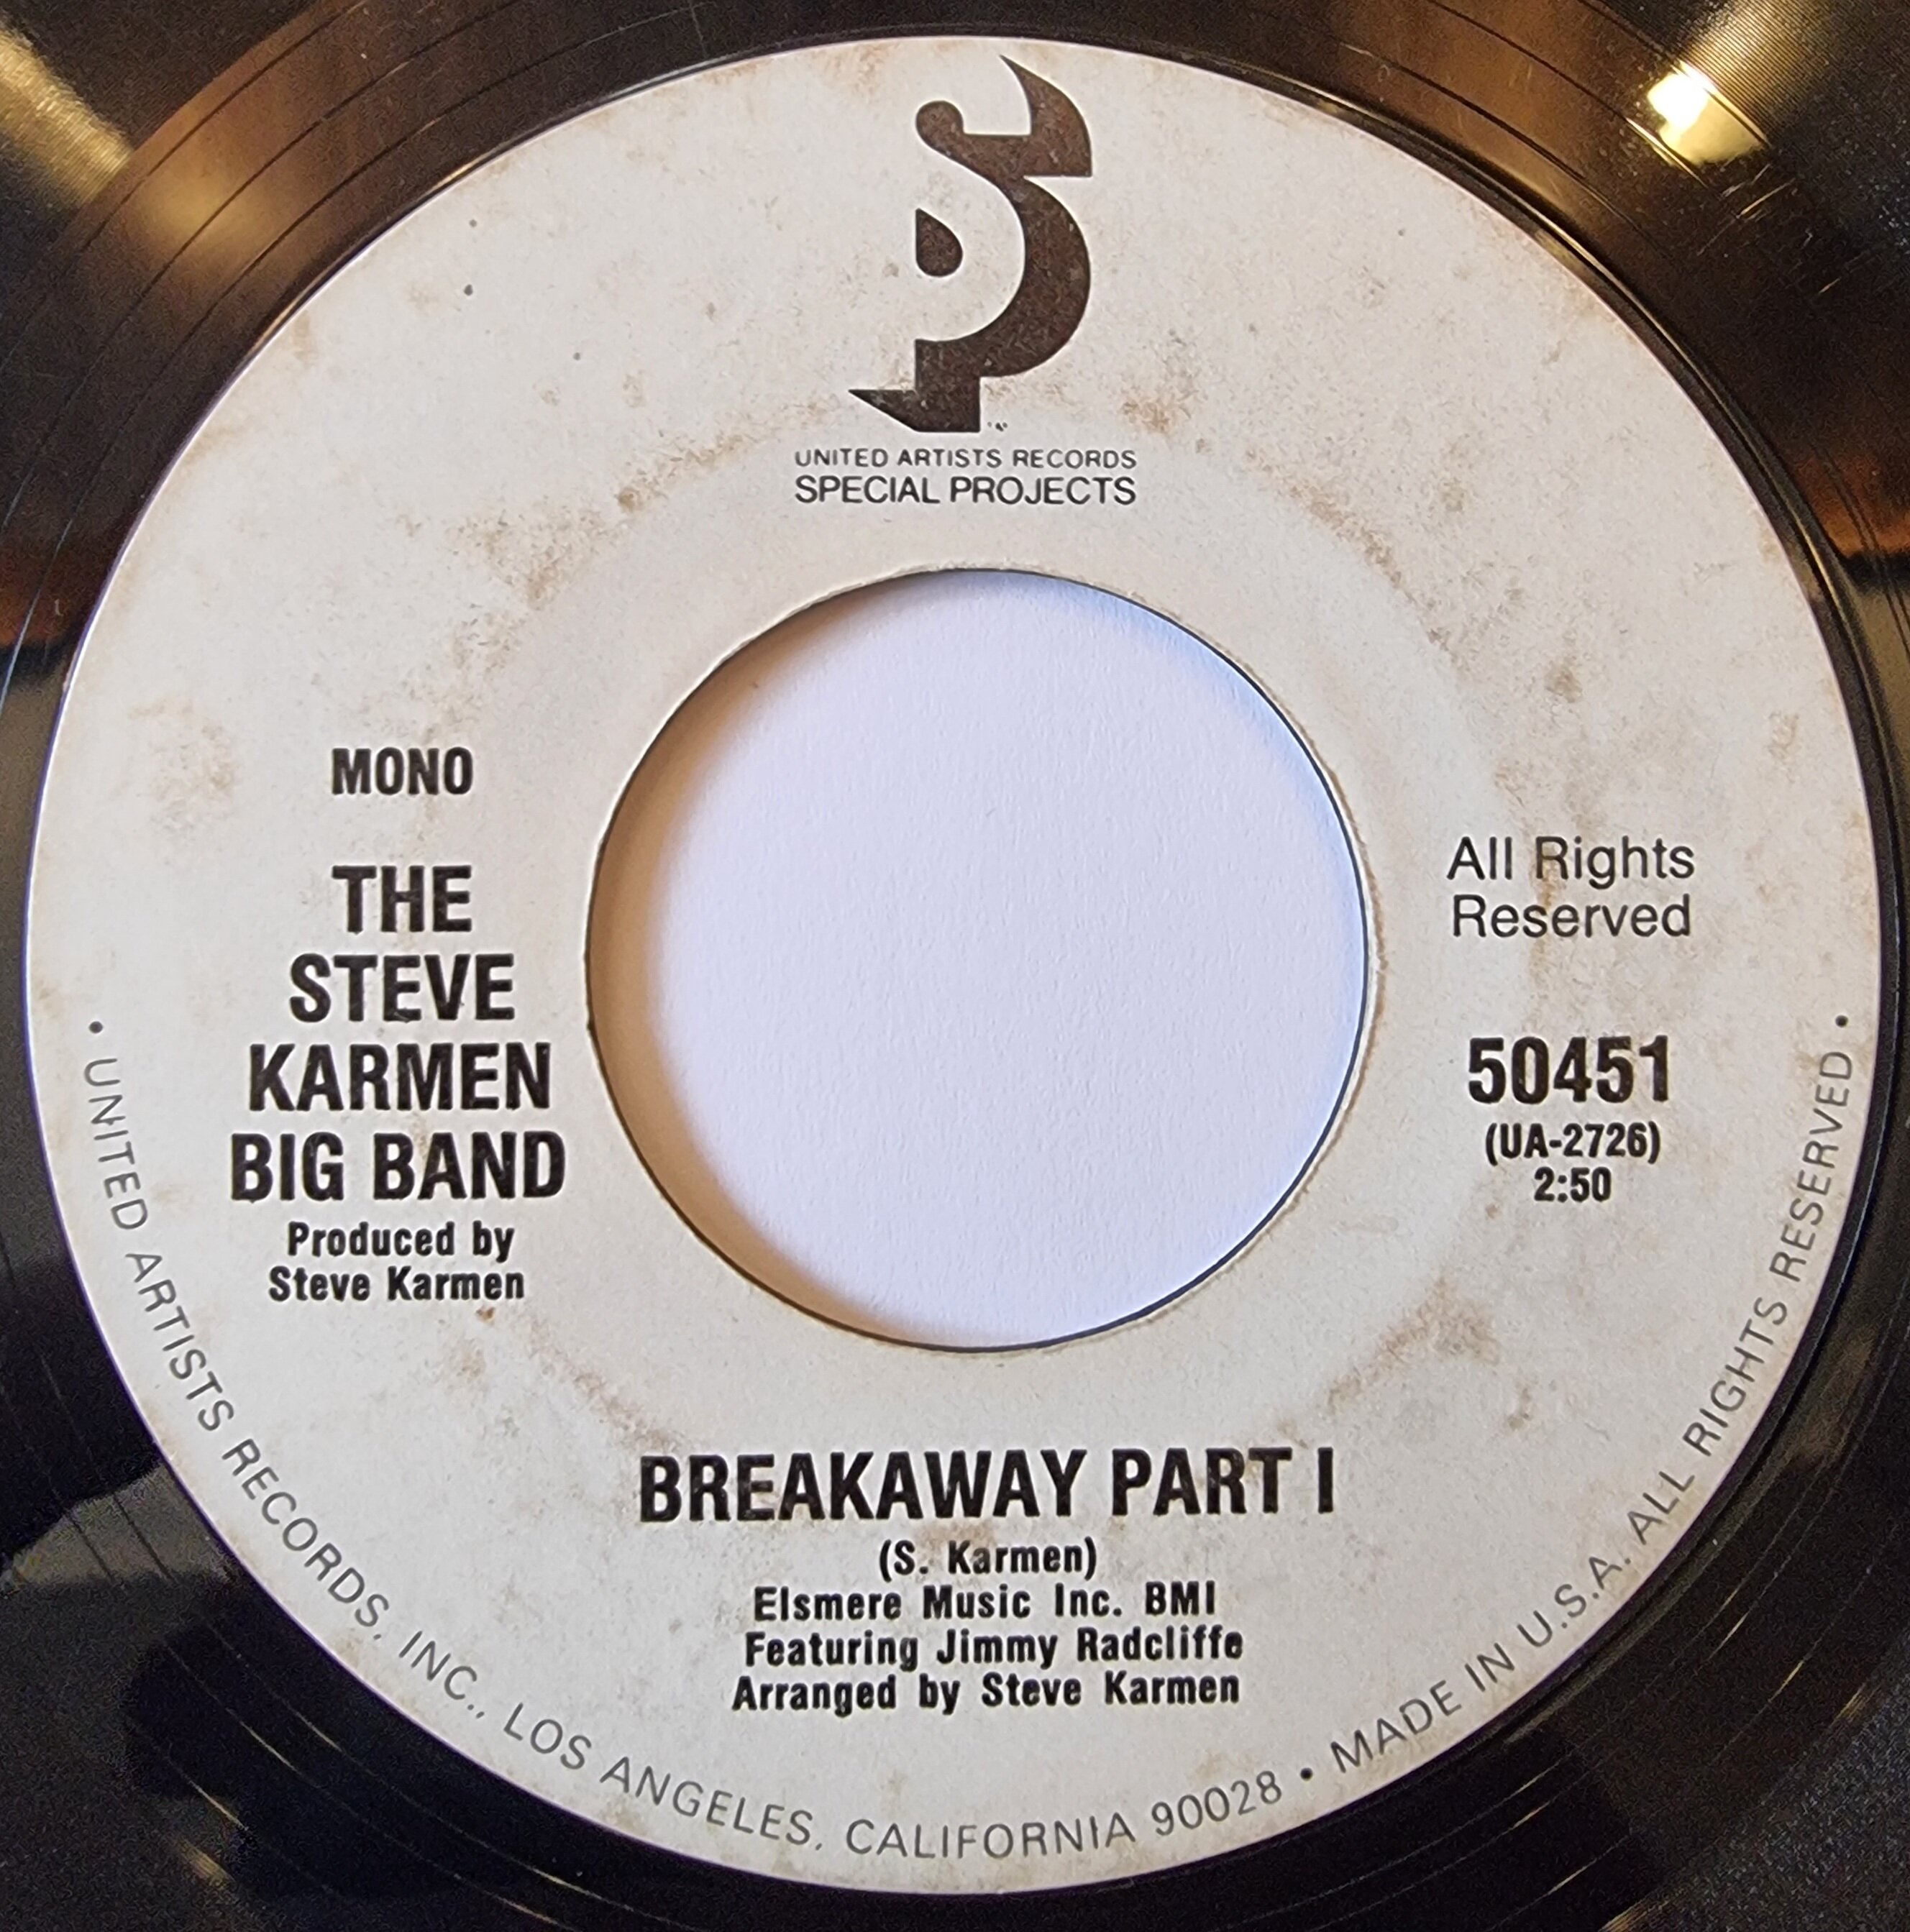 SP
UNITED ARTISTS RECORDS
SPECIAL PROJECTS
MONO
THE
STEVE
KARMEN
BIG BAND
Produced by
Steve Karmen
All Rights
Reserved
50451
(UA-2726)
2:50
BREAKAWAY PART I
(S. Karmen)
Elsmere Music Inc. BMI
Featuring Jimmy Radcliffe
Arranged by Steve Karmen
• UNITED ARTISTS RECORDS, INC., LOS ANGELES, CALIFORNIA 90028 • MADE IN U.S.A. ALL RIGHTS RESERVED •